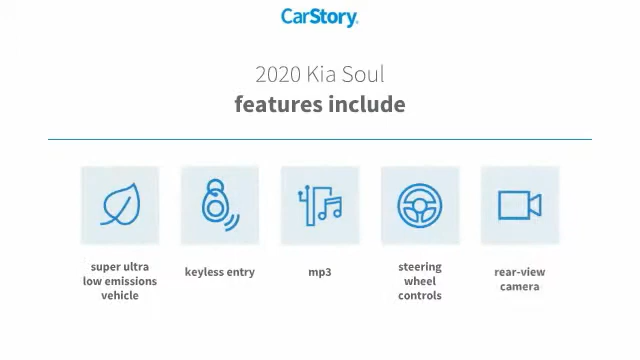 CarStory.
2020 Kia Soul
features include
super ultra
low emissions
vehicle
keyless entry
mp3
steering
wheel
controls
rear-view
camera